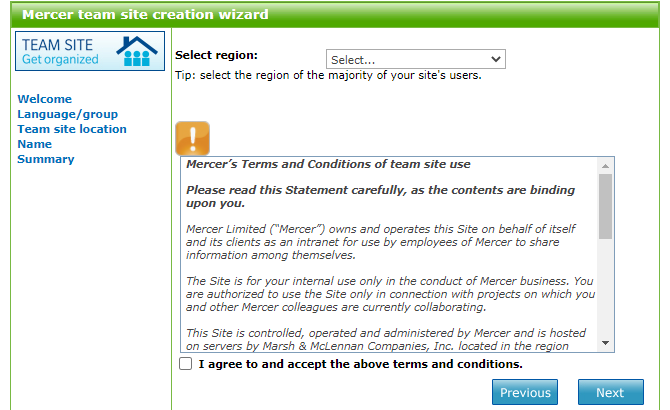 Mercer team site creation wizard
TEAM SITE
Get organized
Welcome
Language/group
Team site location
Name
Summary
Select region:
Select...
Tip: select the region of the majority of your site's users.
Mercer’s Terms and Conditions of team site use
Please read this Statement carefully, as the contents are binding
upon you.
Mercer Limited (“Mercer”) owns and operates this Site on behalf of itself
and its clients as an intranet for use by employees of Mercer to share
information among themselves.
The Site is for your internal use only in the conduct of Mercer business. You
are authorized to use the Site only in connection with projects on which you
and other Mercer colleagues are currently collaborating.
This Site is controlled, operated and administered by Mercer and is hosted
on servers by Marsh & McLennan Companies, Inc. located in the region
I agree to and accept the above terms and conditions.
Previous
Next